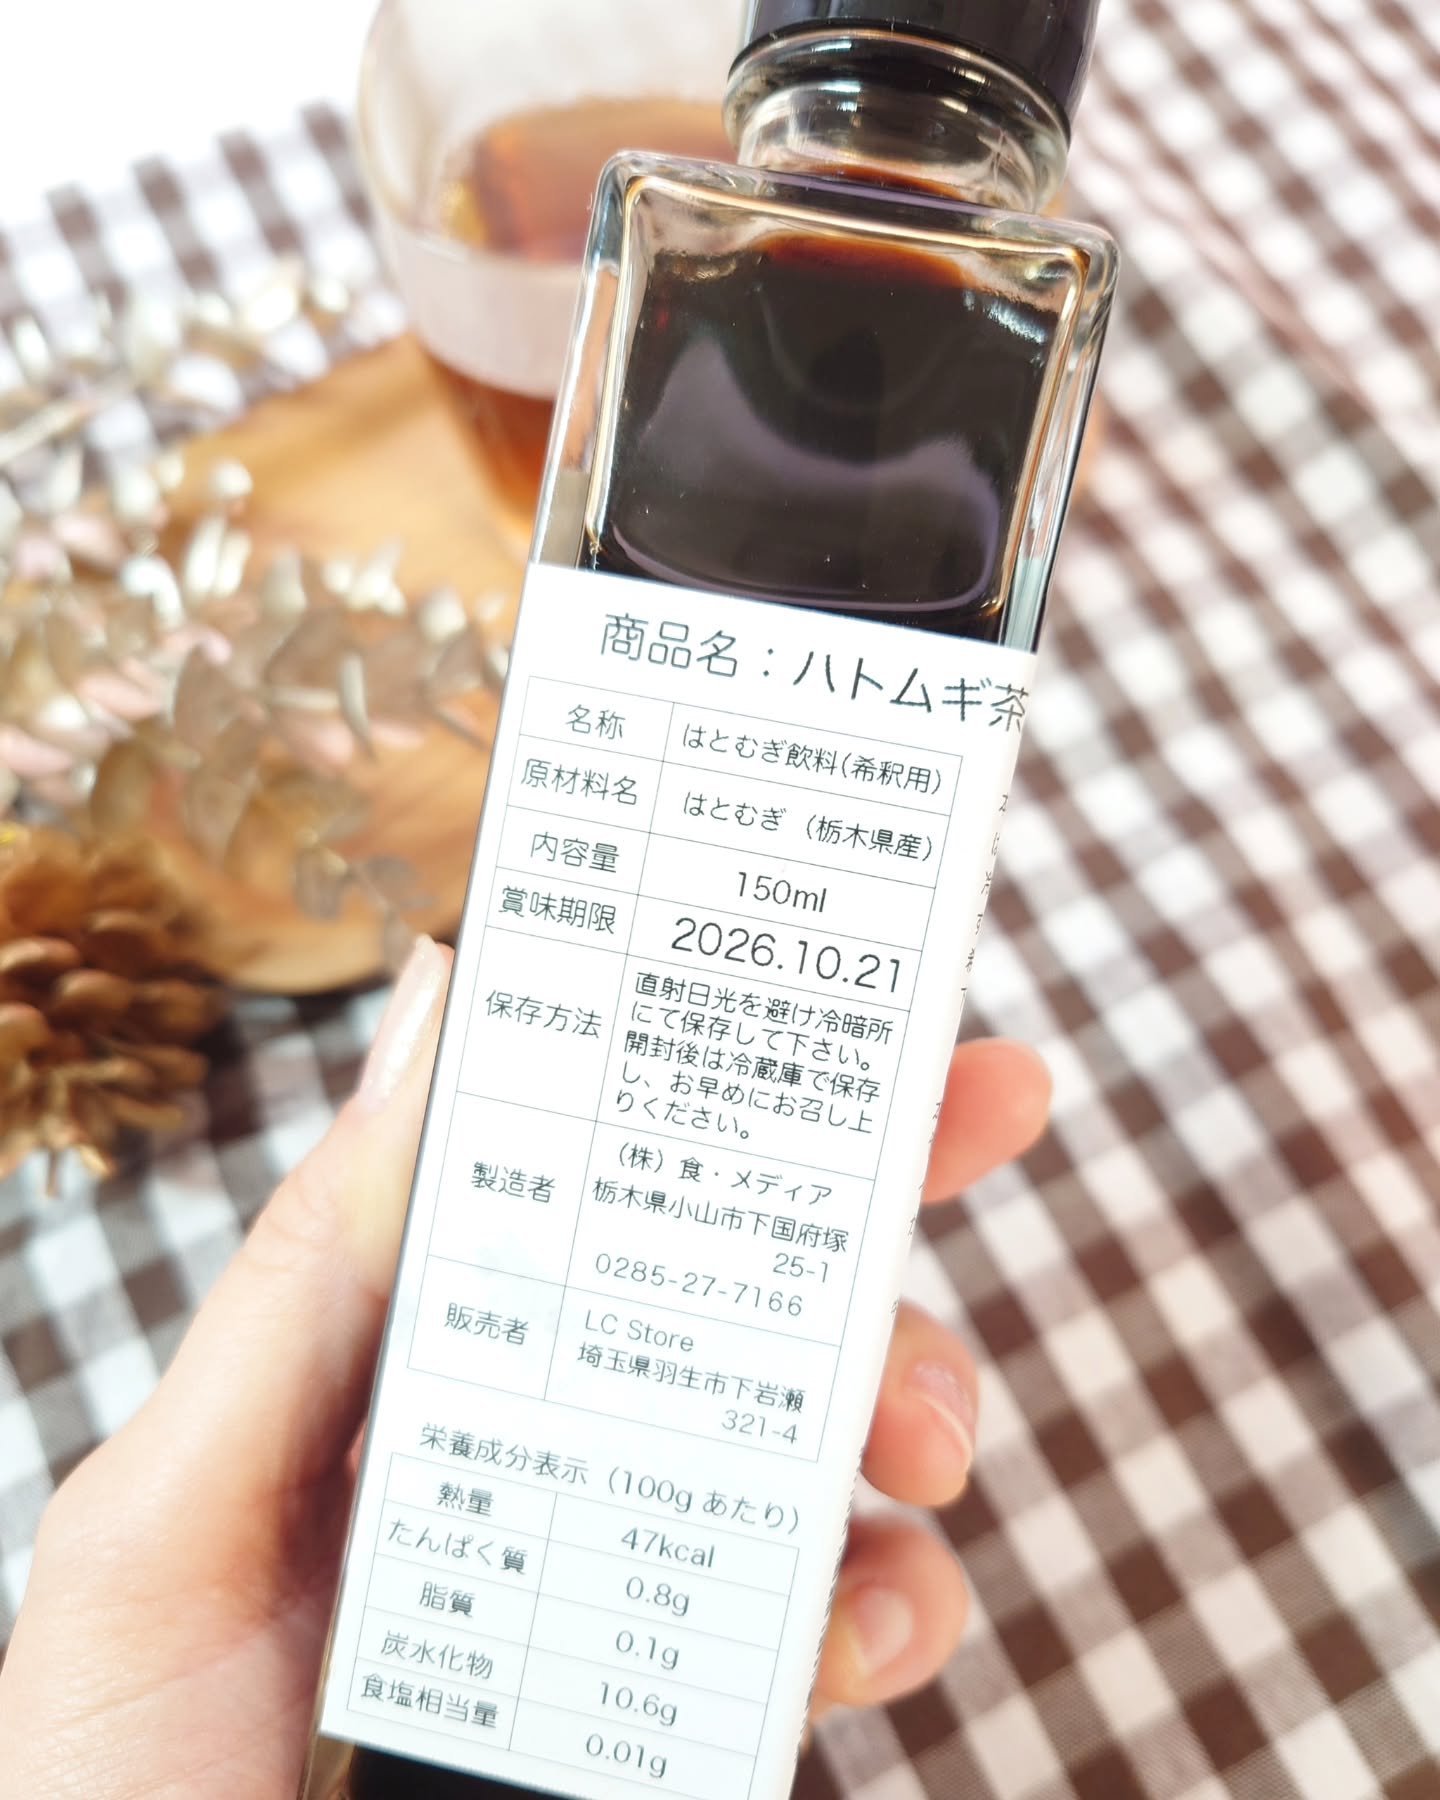 商品名：ハトムギ茶
名称 はとむぎ飲料(希釈用)
原材料名 はとむぎ（栃木県産）
内容量 150ml
賞味期限 2026.10.21
保存方法 直射日光を避け冷暗所
にて保存して下さい。
開封後は冷蔵庫で保存
し、お早めにお召し上
りください。
製造者 （株）食・メディア
栃木県小山市下国府塚
25-1
0285-27-7166
販売者 LC Store
埼玉県羽生市下岩瀬
321-4
栄養成分表示（100gあたり）
熱量 47kcal
たんぱく質 0.8g
脂質 0.1g
炭水化物 10.6g
食塩相当量 0.01g